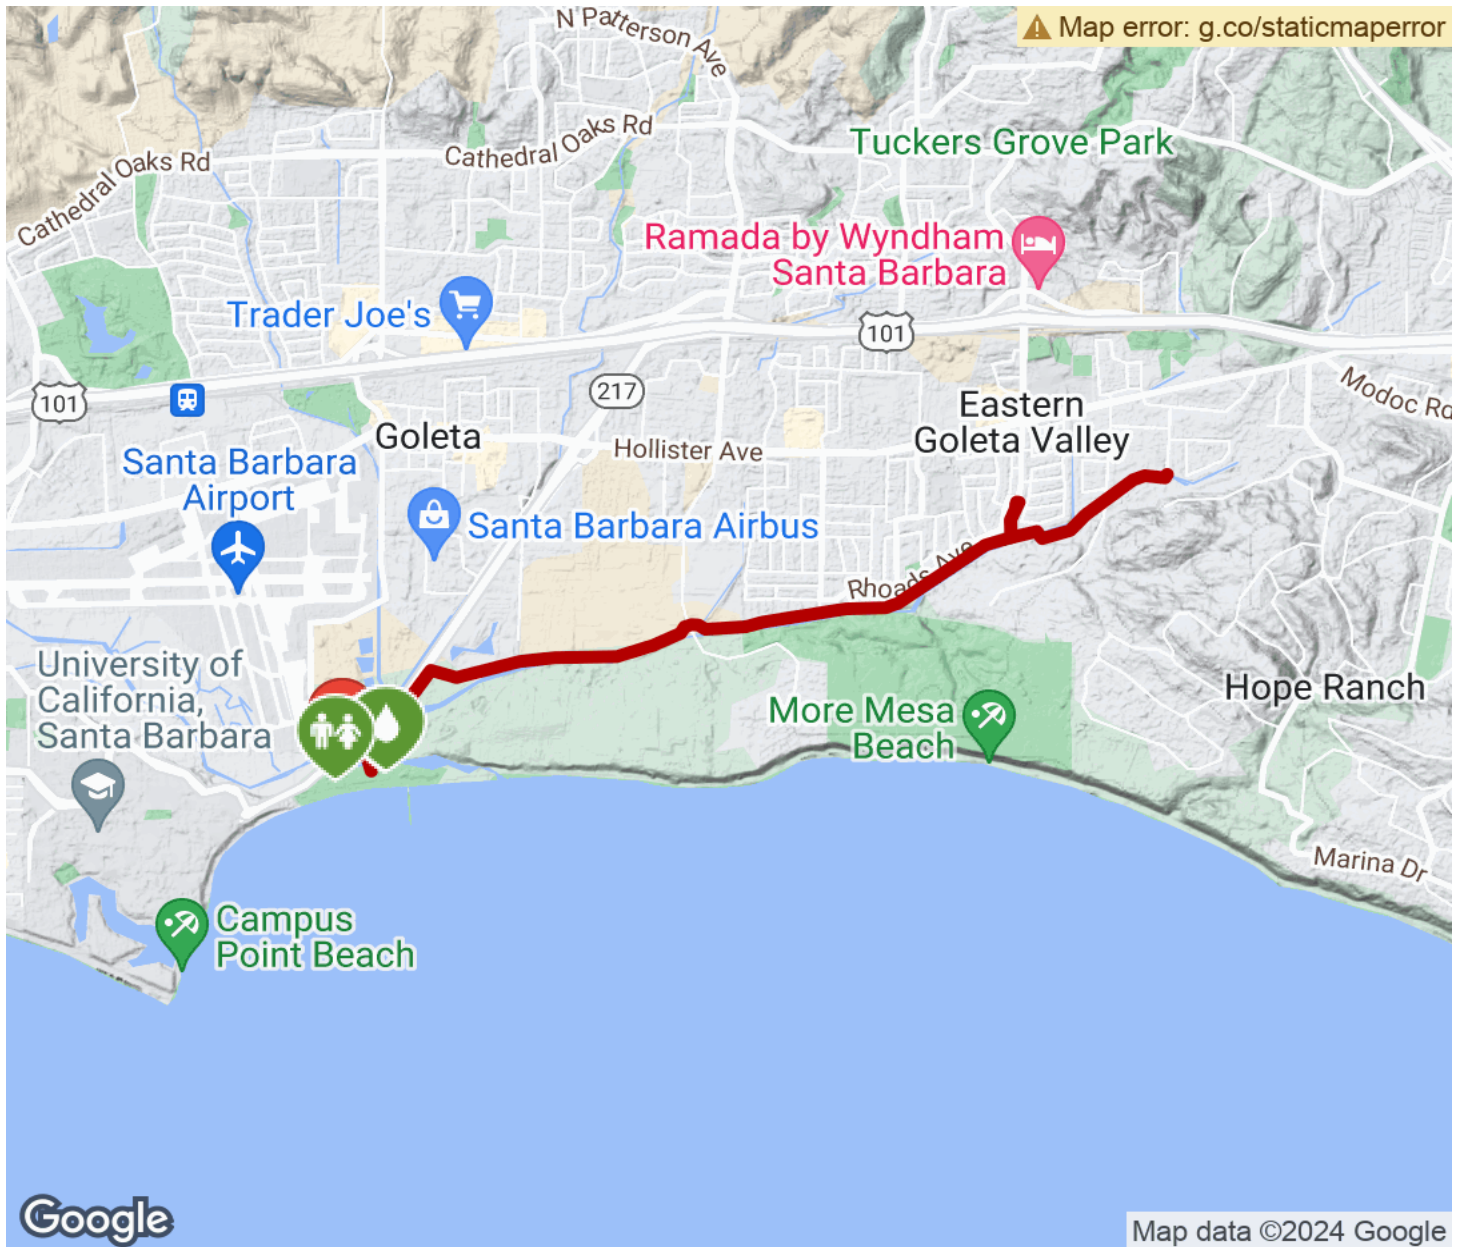 N Patterson Ave
Map error: g.co/staticmaperror
Cathedral Oaks Rd
Cathedral Oaks Rd
Tuckers Grove Park
Ramada by Wyndham
Santa Barbara
Trader Joe's
101
101
217
Modoc Rd
Eastern
Goleta Valley
Goleta
Hollister Ave
Santa Barbara
Airport
Santa Barbara Airbus
Rhoads Ave
University of
California,
Santa Barbara
Hope Ranch
More Mesa
Beach
Marina Dr
Campus
Point Beach
Google
Map data ©2024 Google